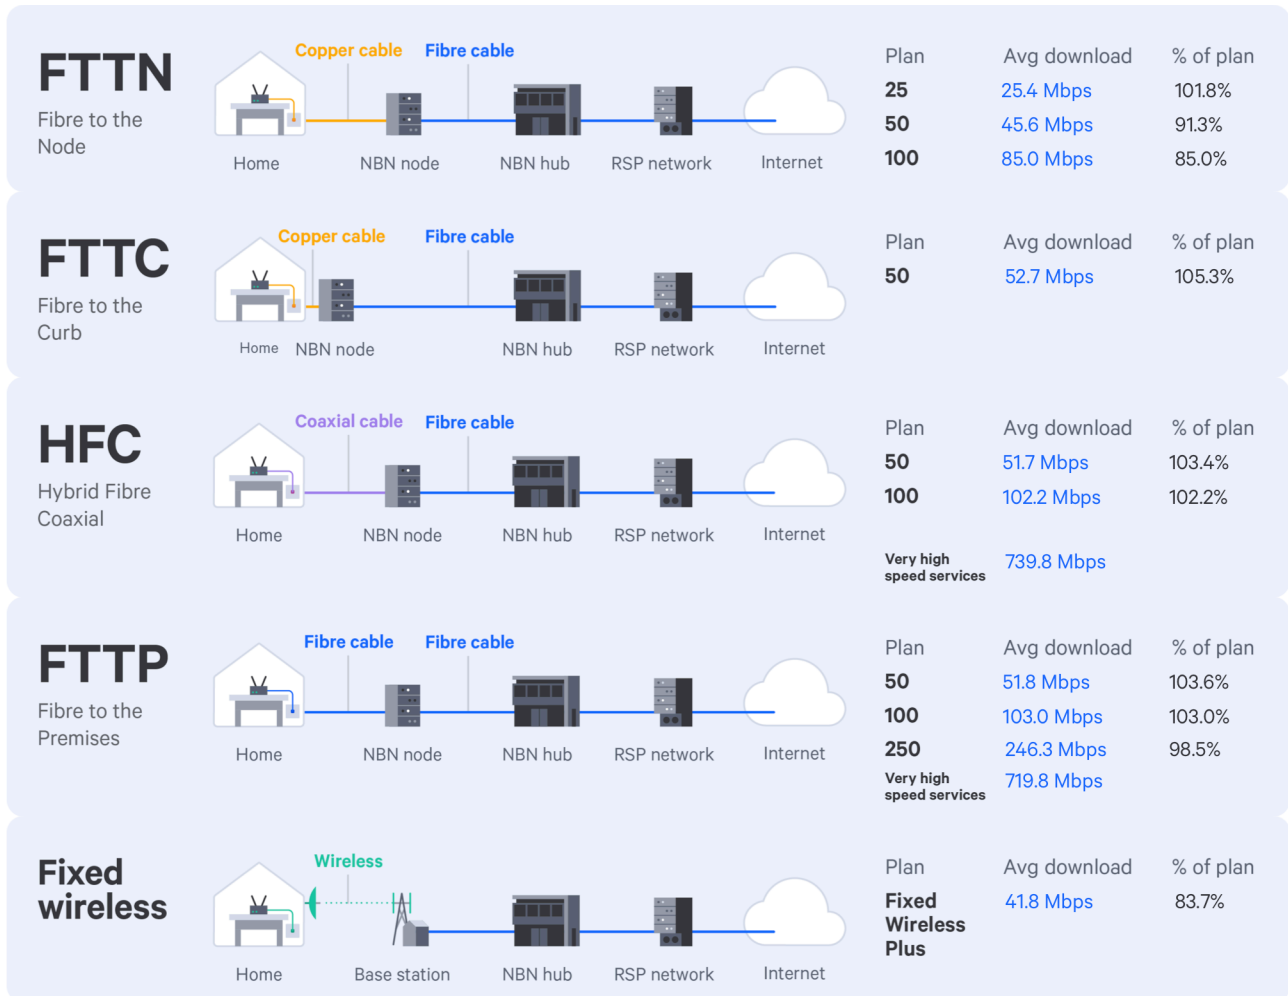 FTTN
Fibre to the
Node
Copper cable Fibre cable
Home NBN node NBN hub RSP network Internet
Plan Avg download % of plan
25 25.4 Mbps 101.8%
50 45.6 Mbps 91.3%
100 85.0 Mbps 85.0%
FTTC
Fibre to the
Curb
Copper cable Fibre cable
Home NBN node NBN hub RSP network Internet
Plan Avg download % of plan
50 52.7 Mbps 105.3%
HFC
Hybrid Fibre
Coaxial
Coaxial cable Fibre cable
Home NBN node NBN hub RSP network Internet
Plan Avg download % of plan
50 51.7 Mbps 103.4%
100 102.2 Mbps 102.2%
Very high
speed services 739.8 Mbps
FTTP
Fibre to the
Premises
Fibre cable Fibre cable
Home NBN node NBN hub RSP network Internet
Plan Avg download % of plan
50 51.8 Mbps 103.6%
100 103.0 Mbps 103.0%
250 246.3 Mbps 98.5%
Very high
speed services 719.8 Mbps
Fixed
wireless
Wireless
Home Base station NBN hub RSP network Internet
Plan Avg download % of plan
Fixed 41.8 Mbps 83.7%
Wireless
Plus